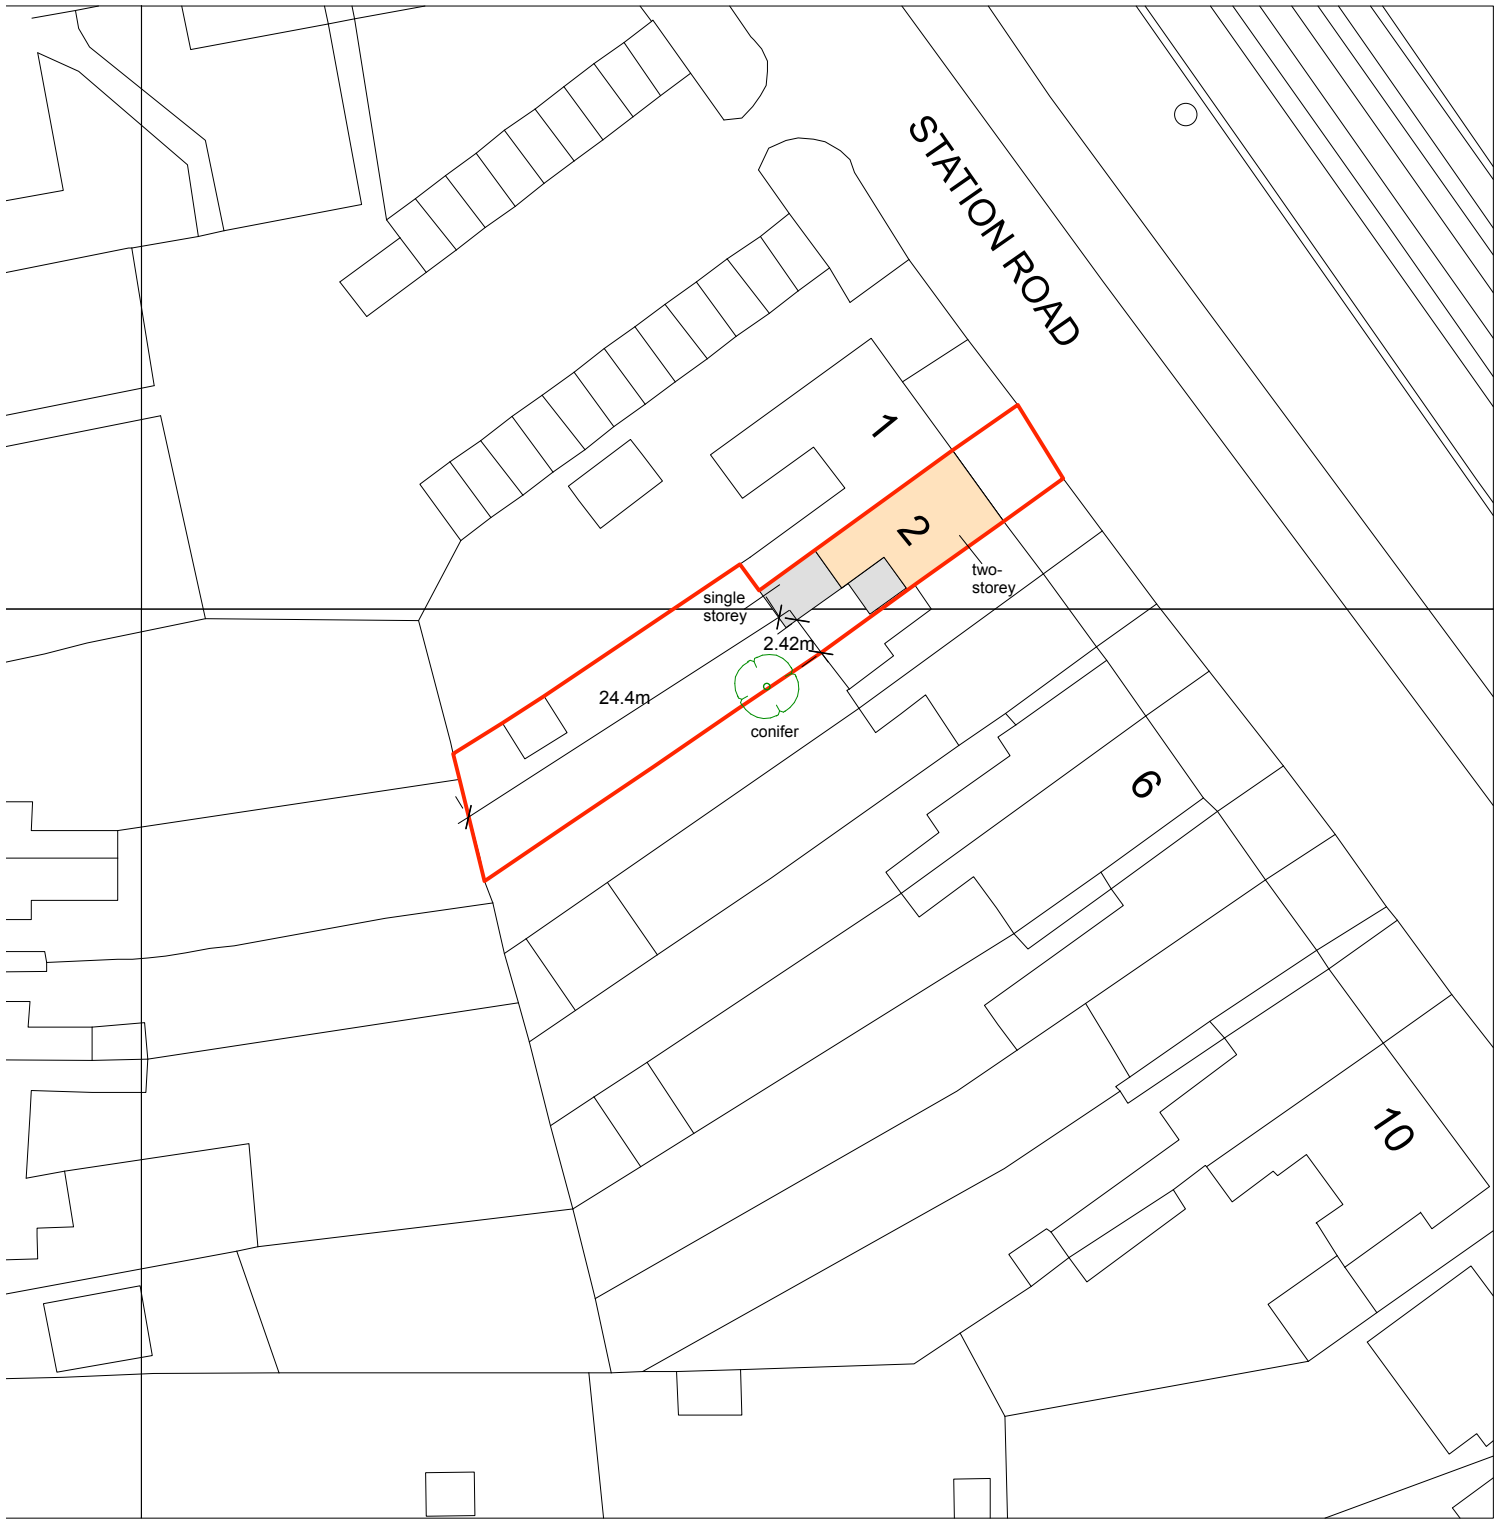 STATION ROAD
1
2
two-
storey
single
storey
2.42m
24.4m
conifer
6
10